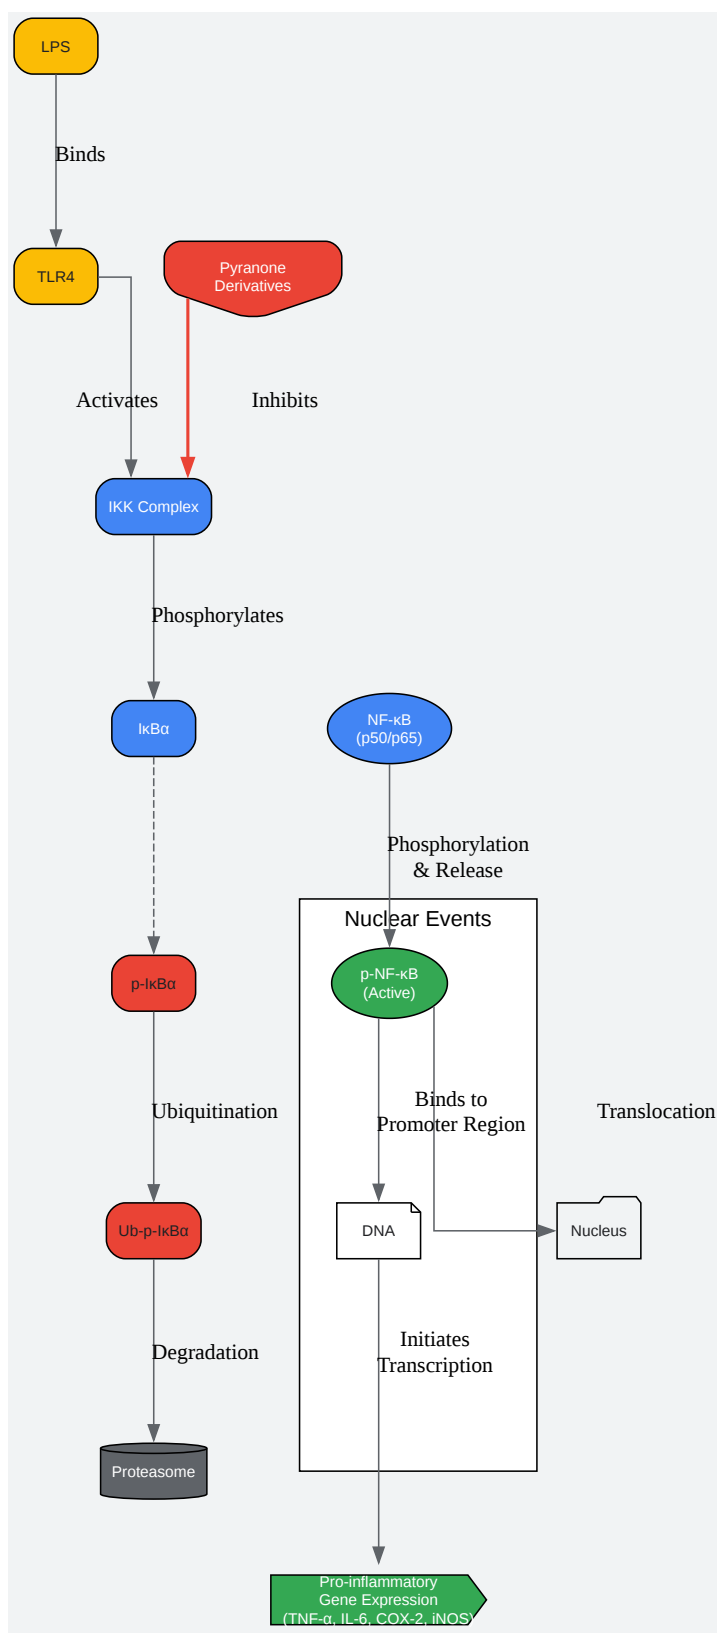 LPS
Binds
TLR4
Pyranone
Derivatives
Activates
Inhibits
IKK Complex
Phosphorylates
IκBα
NF-κB
(p50/p65)
Phosphorylation
& Release
Nuclear Events
p-IκBα
p-NF-κB
(Active)
Ubiquitination
Binds to
Promoter Region
Translocation
Ub-p-IκBα
DNA
Nucleus
Degradation
Initiates
Transcription
Proteasome
Pro-inflammatory
Gene Expression
(TNF-α, IL-6, COX-2, iNOS)